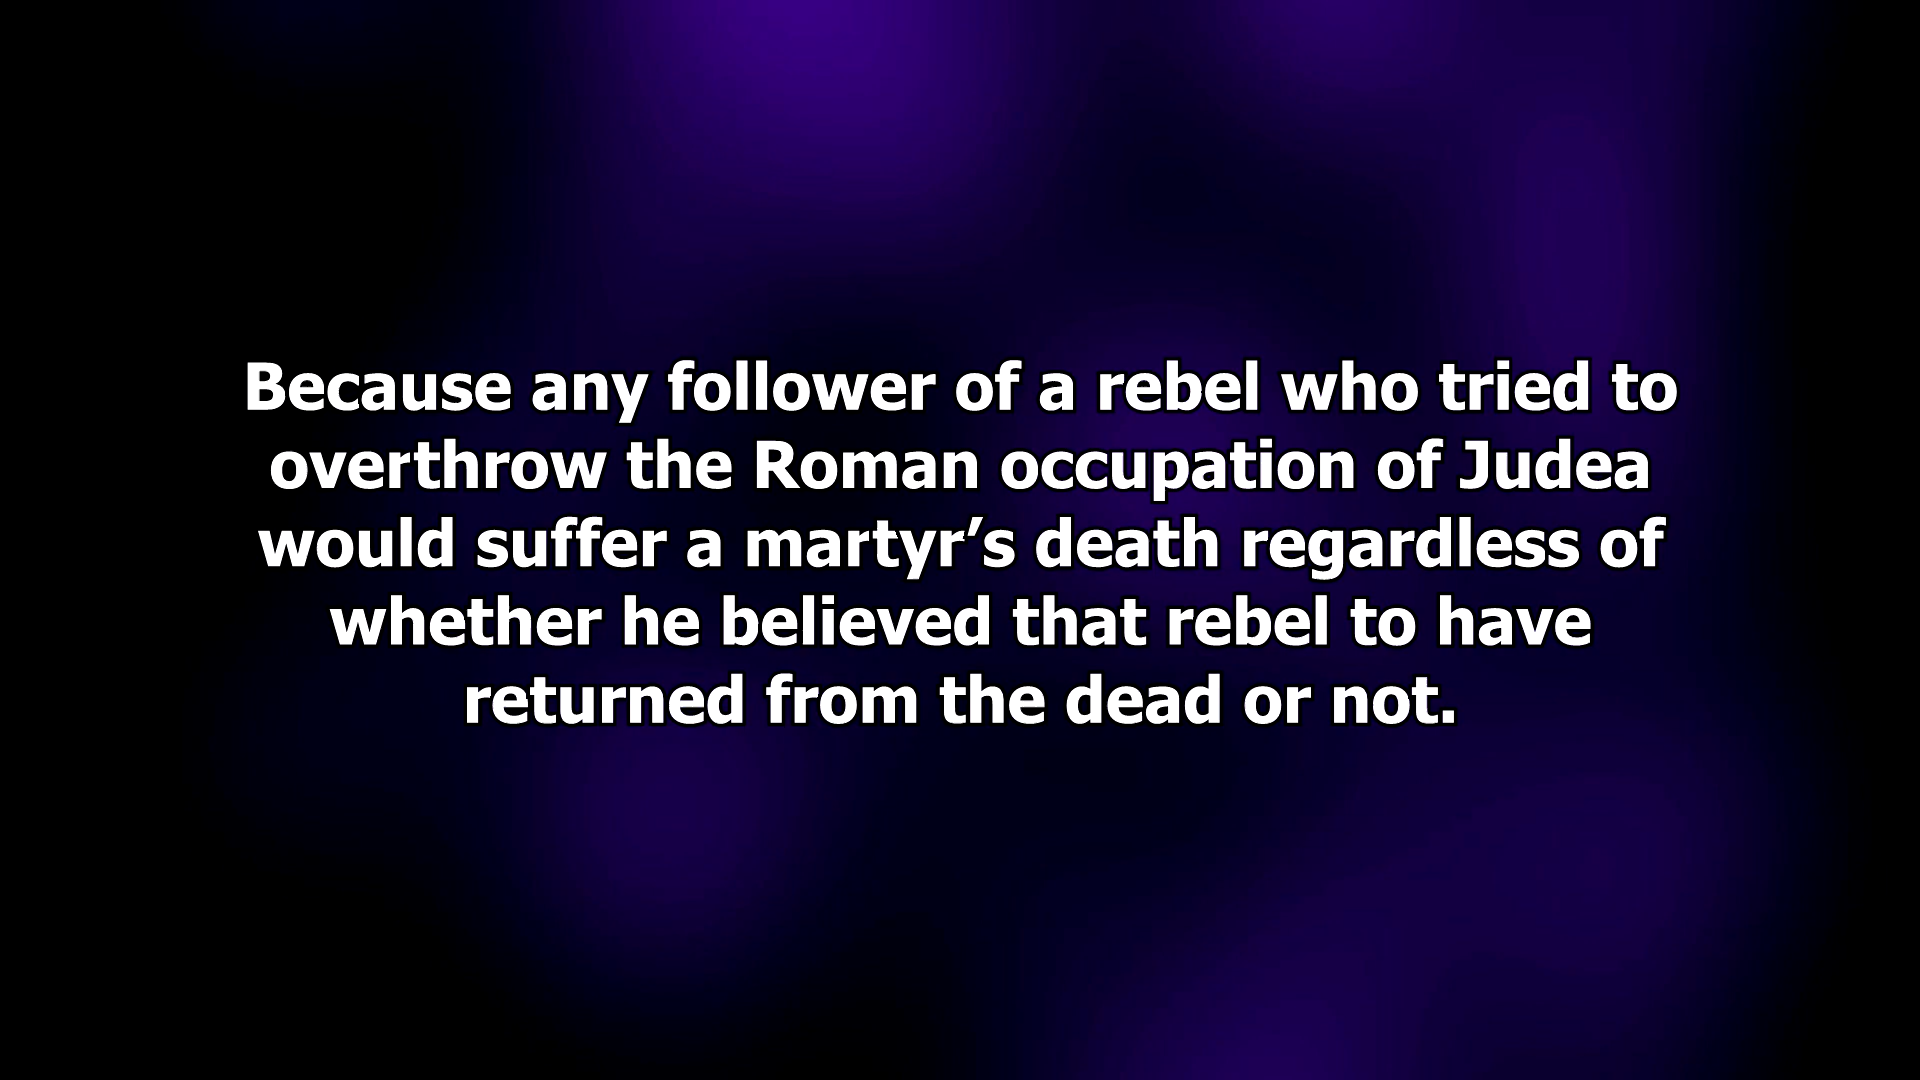 Because any follower of a rebel who tried to
overthrow the Roman occupation of Judea
would suffer a martyr’s death regardless of
whether he believed that rebel to have
returned from the dead or not.